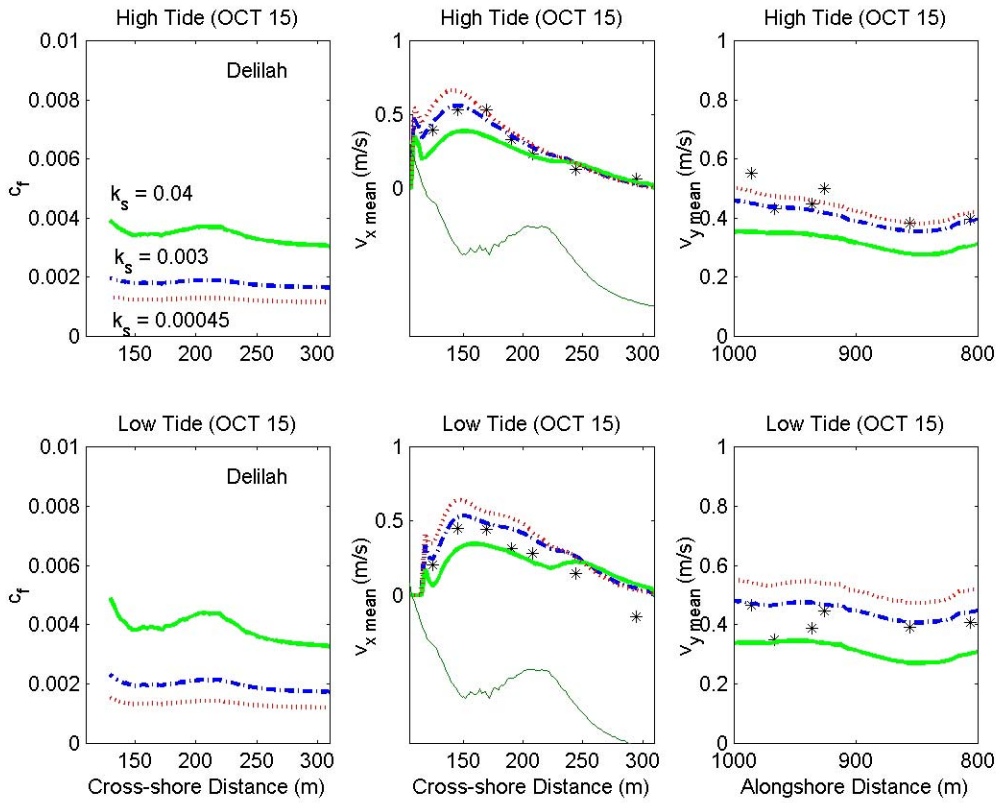 High Tide (OCT 15)
High Tide (OCT 15)
High Tide (OCT 15)
0.01
0.008
0.006
0.004
0.002
0
c_f
Delilah
k_s = 0.04
k_s = 0.003
k_s = 0.00045
150
200
250
300
1
0.5
0
v_x mean (m/s)
150
200
250
300
1
0.8
0.6
0.4
0.2
0
v_y mean (m/s)
1000
900
800
Low Tide (OCT 15)
Low Tide (OCT 15)
Low Tide (OCT 15)
0.01
0.008
0.006
0.004
0.002
0
c_f
Delilah
150
200
250
300
Cross-shore Distance (m)
1
0.5
0
v_x mean (m/s)
150
200
250
300
Cross-shore Distance (m)
1
0.8
0.6
0.4
0.2
0
v_y mean (m/s)
1000
900
800
Alongshore Distance (m)